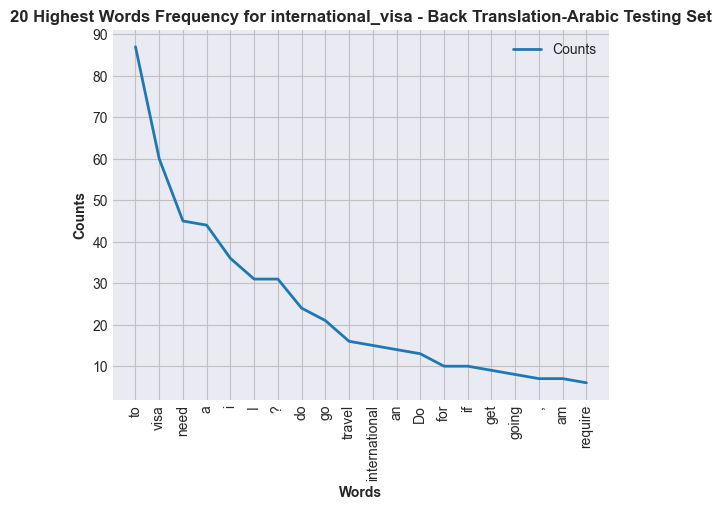 20 Highest Words Frequency for international_visa - Back Translation-Arabic Testing Set
Counts
90
80
70
60
50
40
30
20
10
Counts
to
visa
need
a
i
I
?
do
go
travel
international
an
Do
for
if
get
going
,
am
require
Words